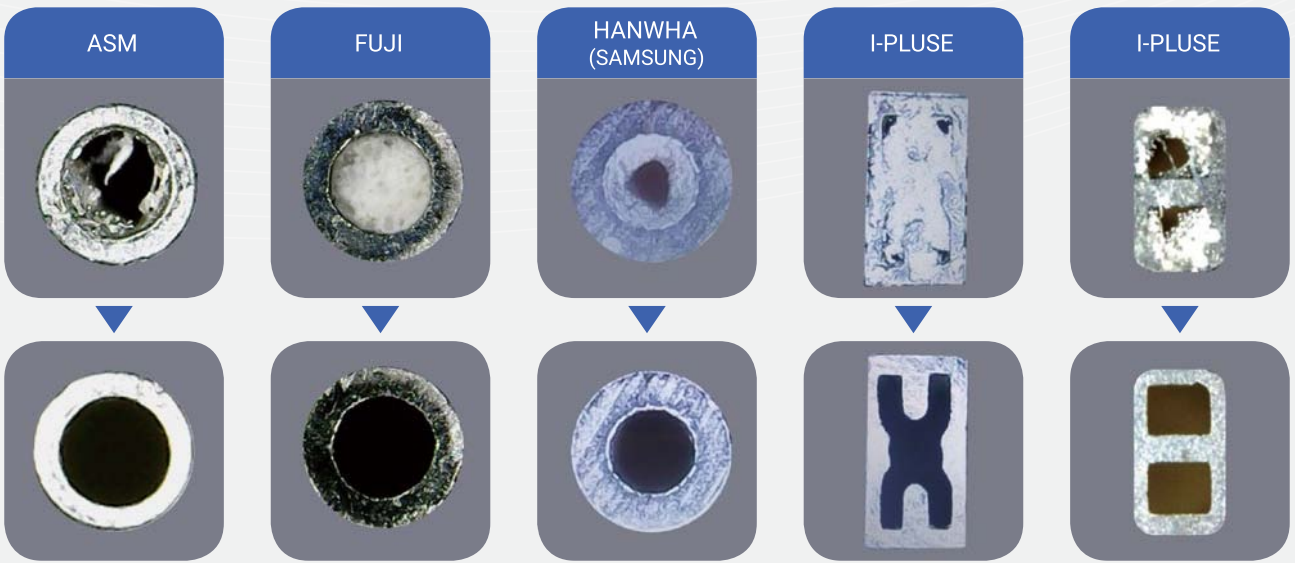 ASM
FUJI
HANWHA
(SAMSUNG)
I-PLUSE
I-PLUSE